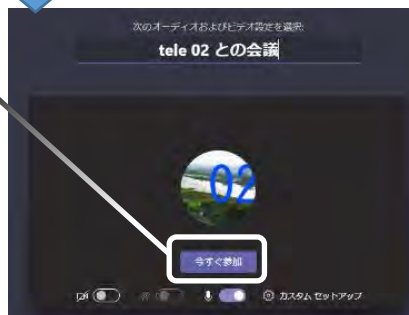 次のオーディオおよびビデオ設定を選択:
tele 02 との会議
02
今すぐ参加
カスタム セットアップ